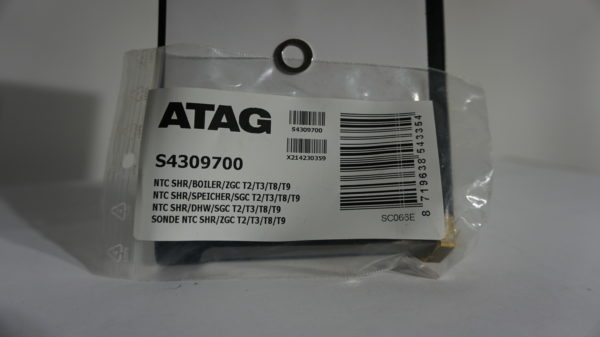 ATAG
S4309700
X214230359
S4309700
NTC SHR/BOILER/ZGC T2/T3/T8/T9
NTC SHR/SPEICHER/SGC T2/T3/T8/T9
NTC SHR/DHW/SGC T2/T3/T8/T9
SONDE NTC SHR/ZGC T2/T3/T8/T9
8 719638 543354
SC066E